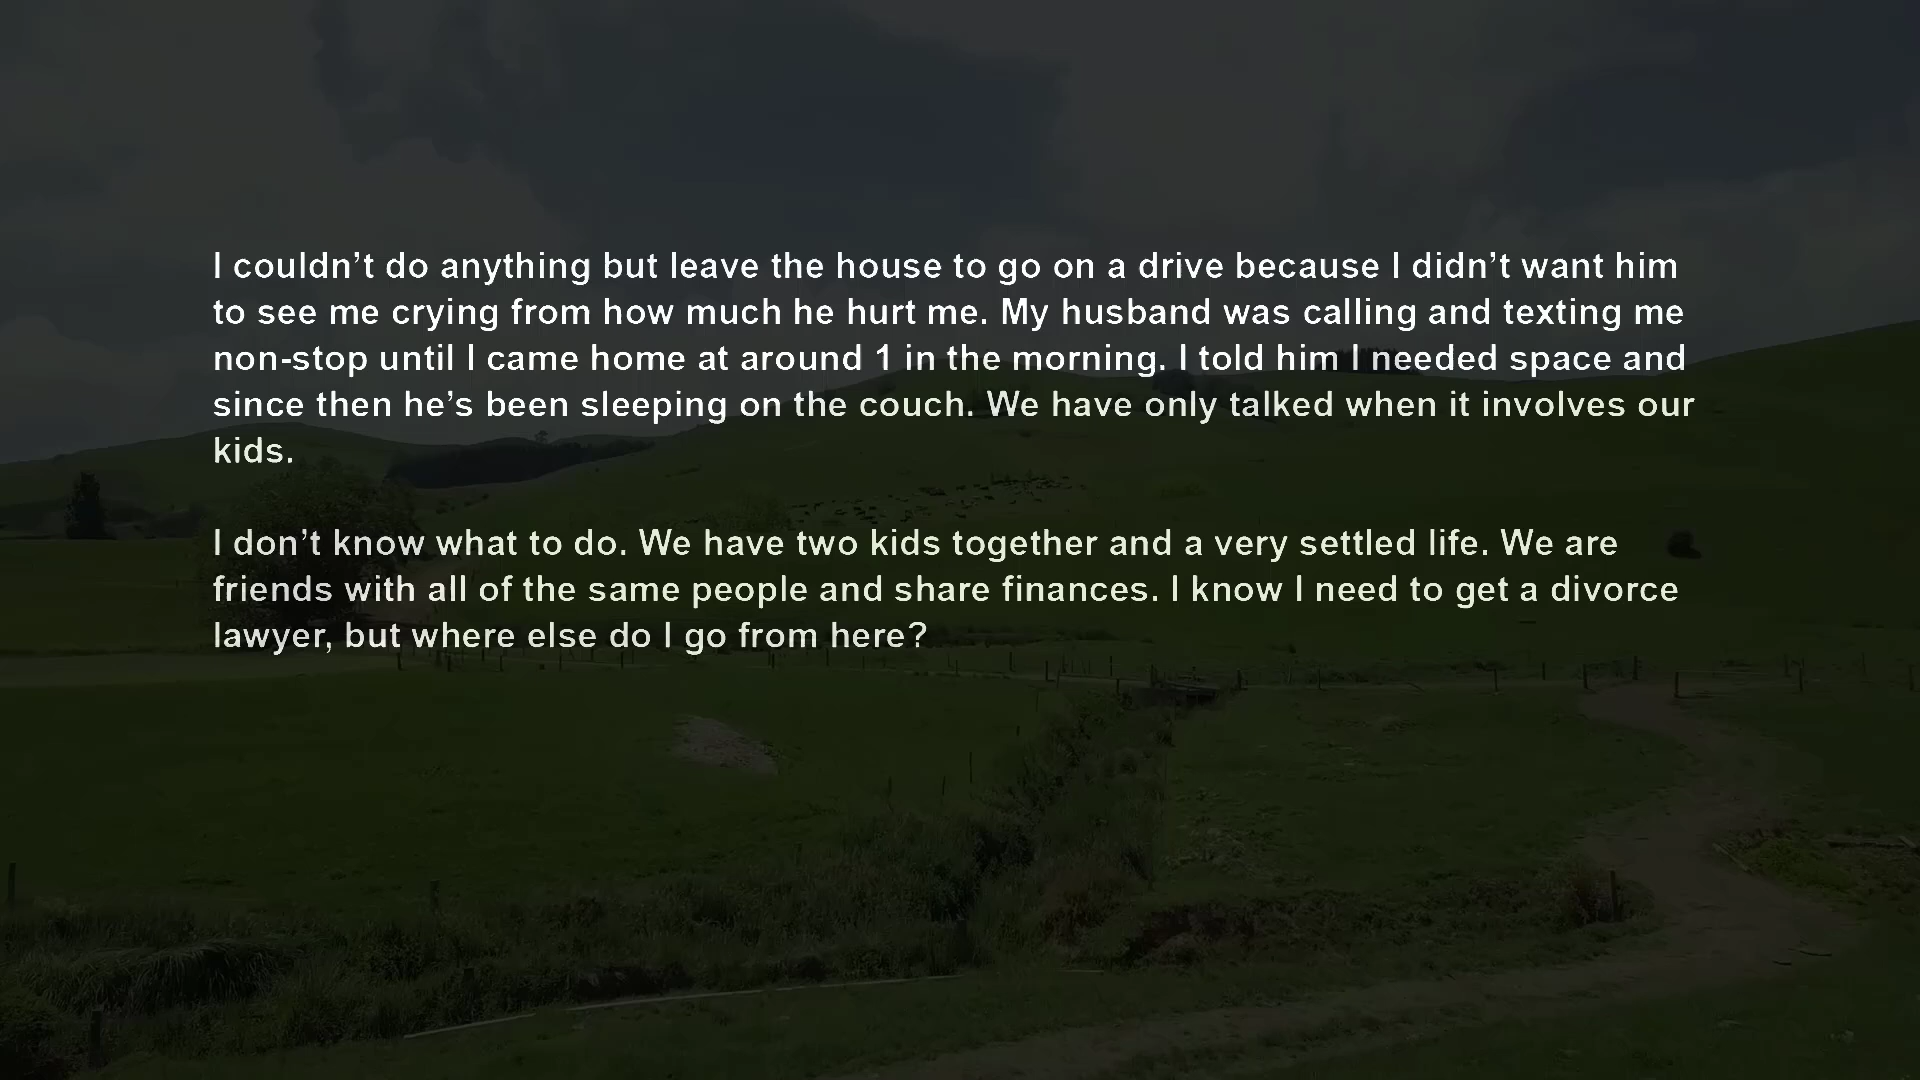 I couldn’t do anything but leave the house to go on a drive because I didn’t want him
to see me crying from how much he hurt me. My husband was calling and texting me
non-stop until I came home at around 1 in the morning. I told him I needed space and
since then he’s been sleeping on the couch. We have only talked when it involves our
kids.
I don’t know what to do. We have two kids together and a very settled life. We are
friends with all of the same people and share finances. I know I need to get a divorce
lawyer, but where else do I go from here?